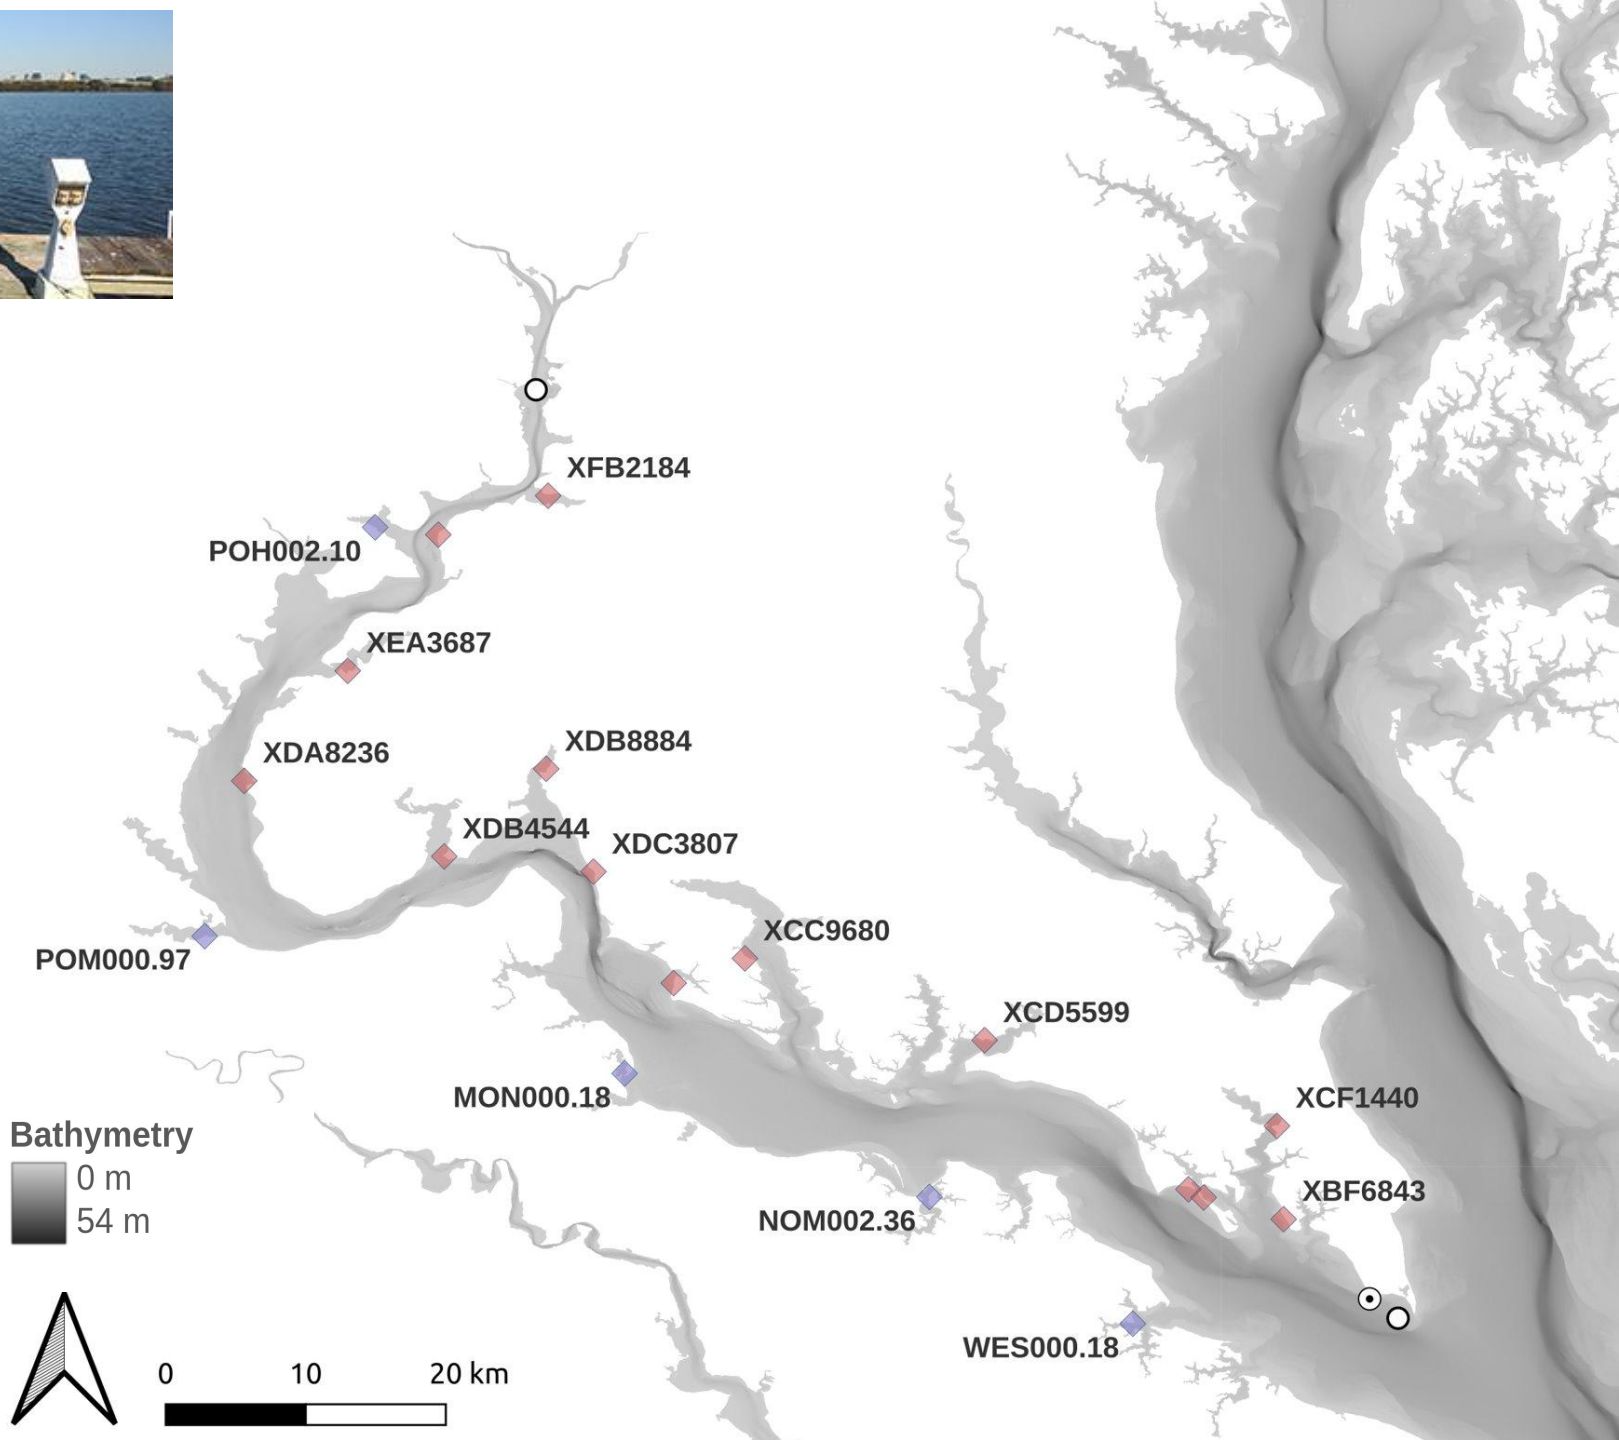 XFB2184
POH002.10
XEA3687
XDB8884
XDA8236
XDB4544
XDC3807
XCC9680
POM000.97
XCD5599
MON000.18
XCF1440
Bathymetry
0 m
54 m
XBF6843
NOM002.36
WES000.18
0 10 20 km